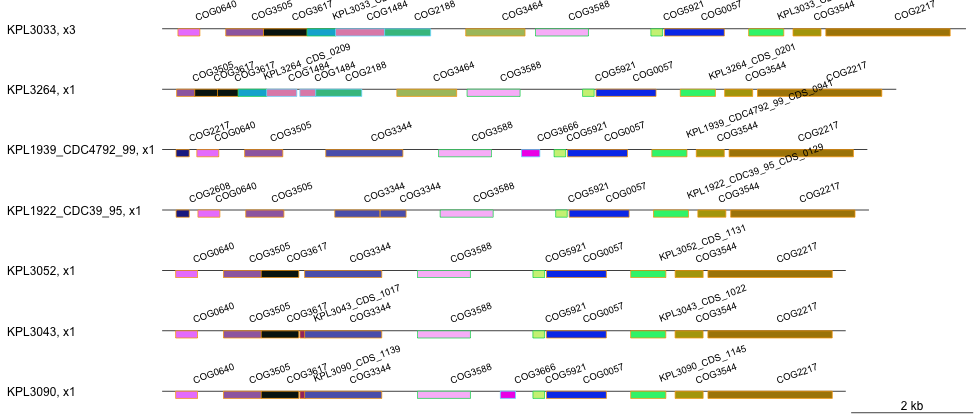 COG0640 COG3505 COG3617 COG1484 COG2188 COG3464 COG3588 COG5921 COG0057 COG3544 COG2217
KPL3033, x3
COG3505 COG3617 COG3617 KPL3264_CDS_0209 COG1484 COG1484 COG2188 COG3464 COG3588 COG5921 COG0057 KPL3264_CDS_0201 COG3544 COG2217
KPL3264, x1
COG2217 COG0640 COG3505 COG3344 COG3588 COG3666 COG5921 COG0057 KPL1939_CDC4792_99_CDS_0941 COG3544 COG2217
KPL1939_CDC4792_99, x1
COG2608 COG0640 COG3505 COG3344 COG3344 COG3588 COG5921 COG0057 KPL1922_CDC39_95_CDS_0129 COG3544 COG2217
KPL1922_CDC39_95, x1
COG0640 COG3505 COG3617 COG3344 COG3588 COG5921 COG0057 KPL3052_CDS_1131 COG3544 COG2217
KPL3052, x1
COG0640 COG3505 COG3617 KPL3043_CDS_1017 COG3344 COG3588 COG5921 COG0057 KPL3043_CDS_1022 COG3544 COG2217
KPL3043, x1
COG0640 COG3505 COG3617 KPL3090_CDS_1139 COG3344 COG3588 COG3666 COG5921 COG0057 KPL3090_CDS_1145 COG3544 COG2217
KPL3090, x1
2 kb